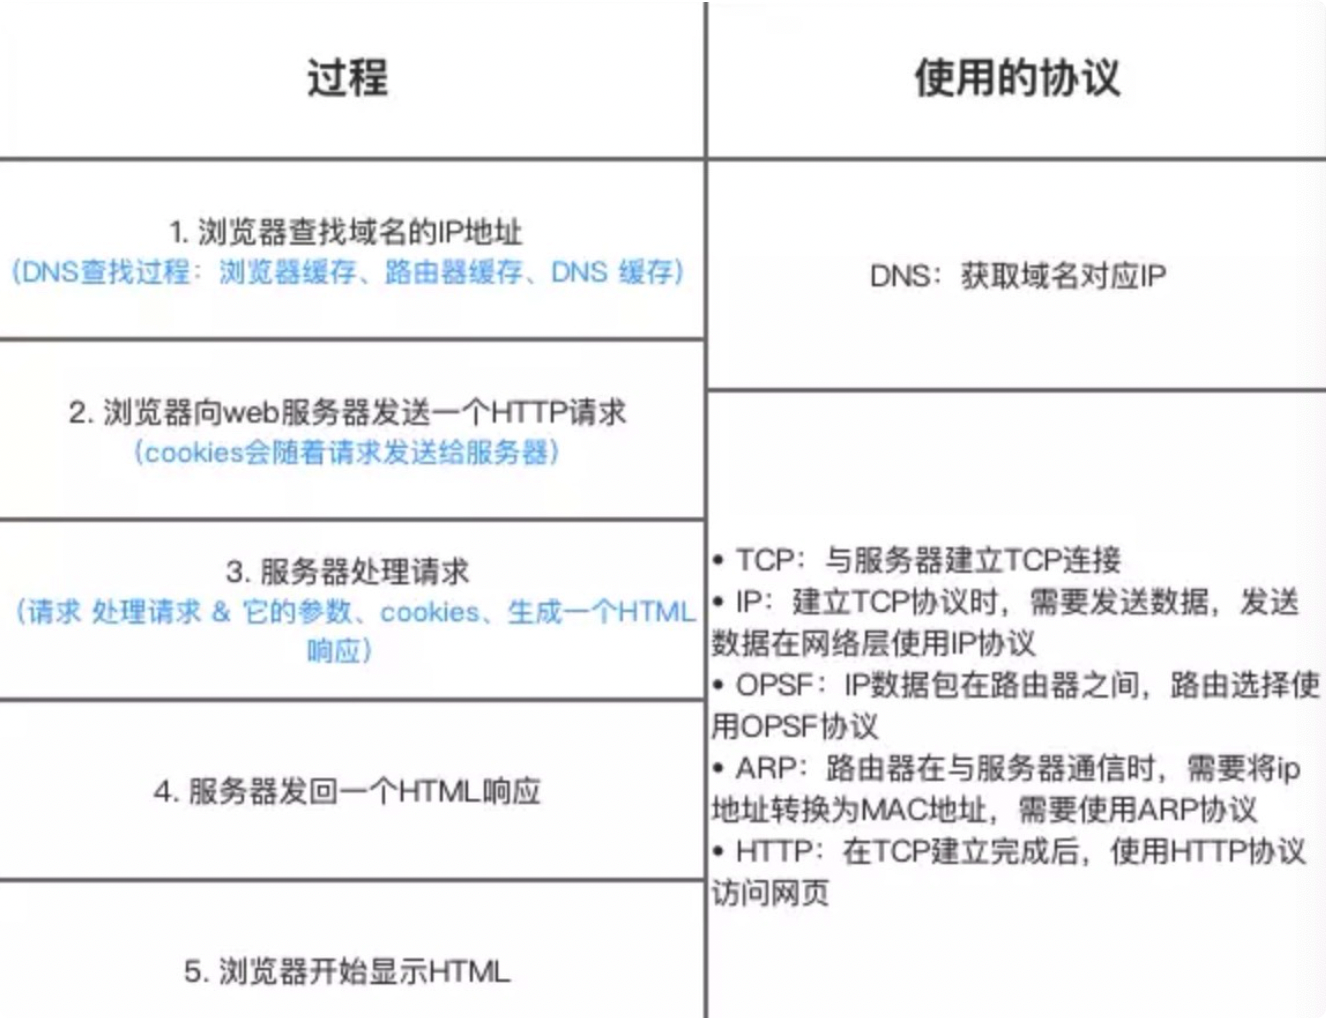 过程
使用的协议
1. 浏览器查找域名的IP地址
（DNS查找过程：浏览器缓存、路由器缓存、DNS 缓存）
DNS：获取域名对应IP
2. 浏览器向web服务器发送一个HTTP请求
（cookies会随着请求发送给服务器）
3. 服务器处理请求
（请求 处理请求 & 它的参数、cookies、生成一个HTML
响应）
4. 服务器发回一个HTML响应
5. 浏览器开始显示HTML
• TCP：与服务器建立TCP连接
• IP：建立TCP协议时，需要发送数据，发送
数据在网络层使用IP协议
• OPSF：IP数据包在路由器之间，路由选择使
用OPSF协议
• ARP：路由器在与服务器通信时，需要将ip
地址转换为MAC地址，需要使用ARP协议
• HTTP：在TCP建立完成后，使用HTTP协议
访问网页